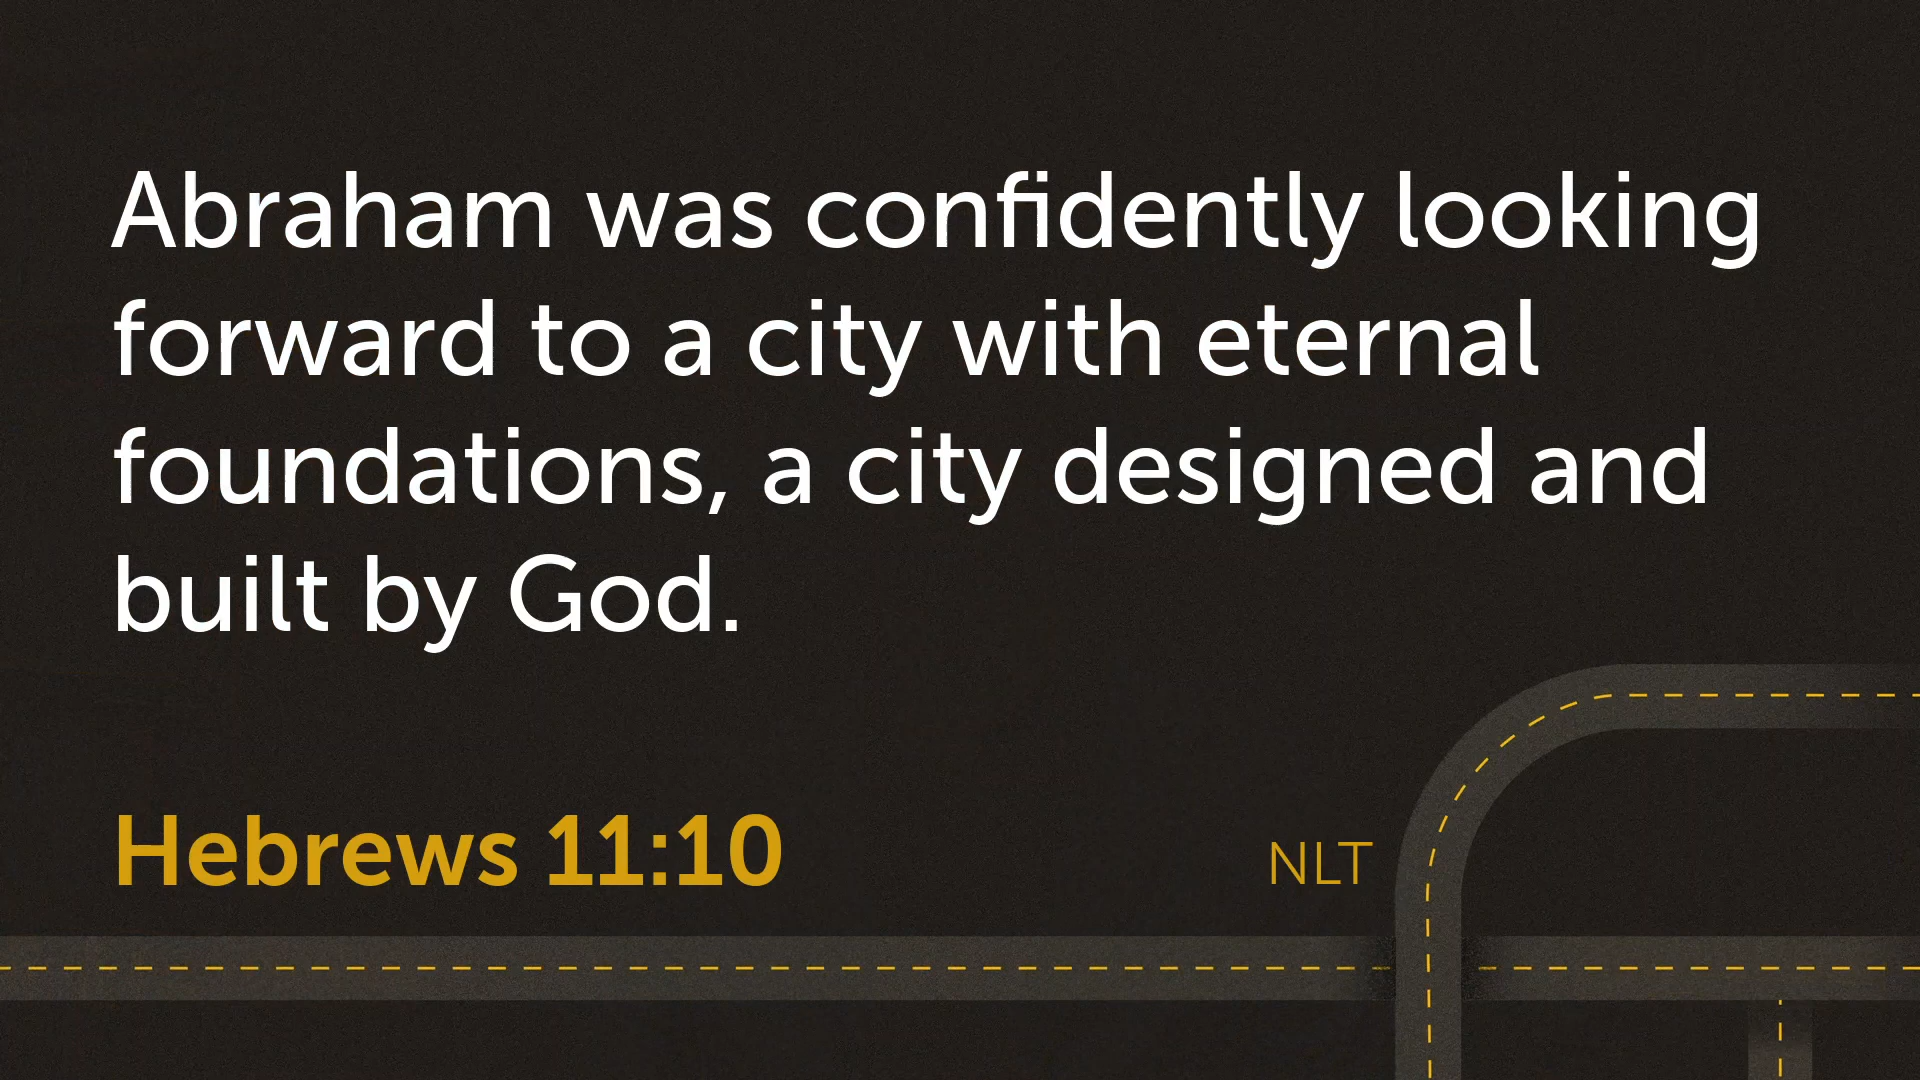 Abraham was confidently looking
forward to a city with eternal
foundations, a city designed and
built by God.
Hebrews 11:10
NLT